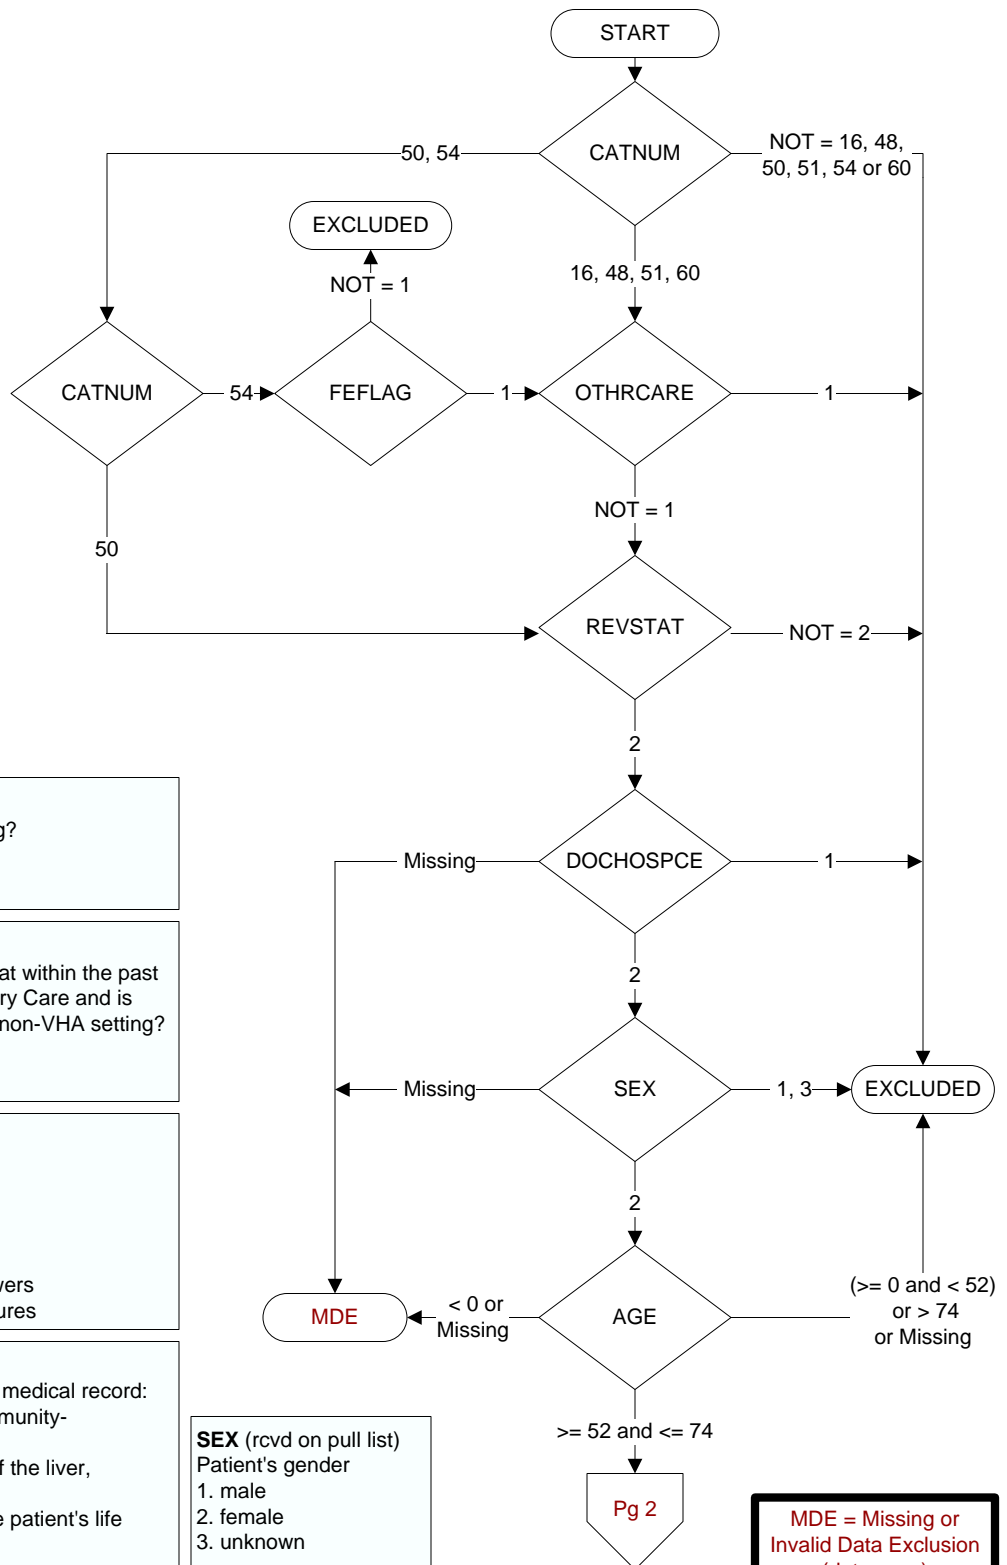 START
CATNUM
50, 54
NOT = 16, 48,
50, 51, 54 or 60
EXCLUDED
NOT = 1
16, 48, 51, 60
CATNUM
54
FEFLAG
1
OTHRCARE
1
NOT = 1
50
REVSTAT
NOT = 2
2
DOCHOSPCE
Missing
1
2
SEX
Missing
1, 3
EXCLUDED
2
AGE
< 0 or
Missing
MDE
(>= 0 and < 52)
or > 74
or Missing
>= 52 and <= 74
Pg 2
at within the past
ry Care and is
non-VHA setting?
medical record:
of the liver,
e patient's life
SEX (rcvd on pull list)
Patient's gender
1. male
2. female
3. unknown
MDE = Missing or
Invalid Data Exclusion